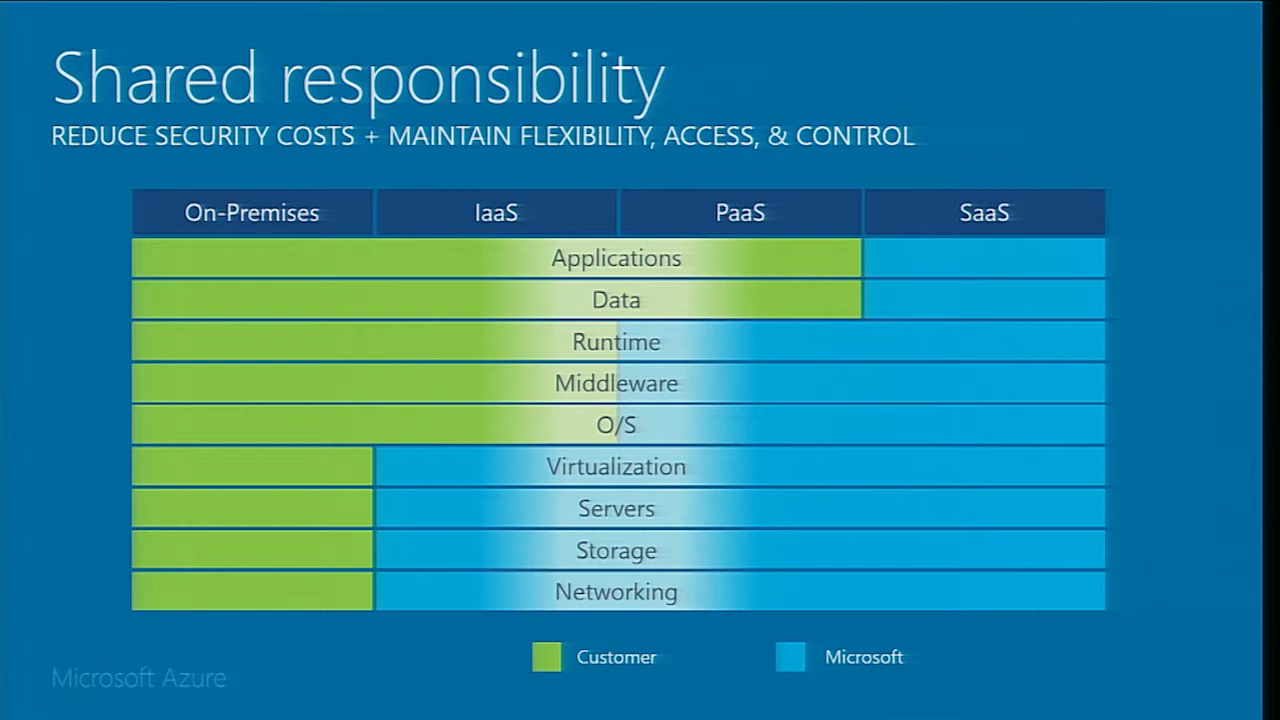 Shared responsibility
REDUCE SECURITY COSTS + MAINTAIN FLEXIBILITY, ACCESS, & CONTROL
On-Premises IaaS PaaS SaaS
Applications
Data
Runtime
Middleware
O/S
Virtualization
Servers
Storage
Networking
Customer Microsoft
Microsoft Azure